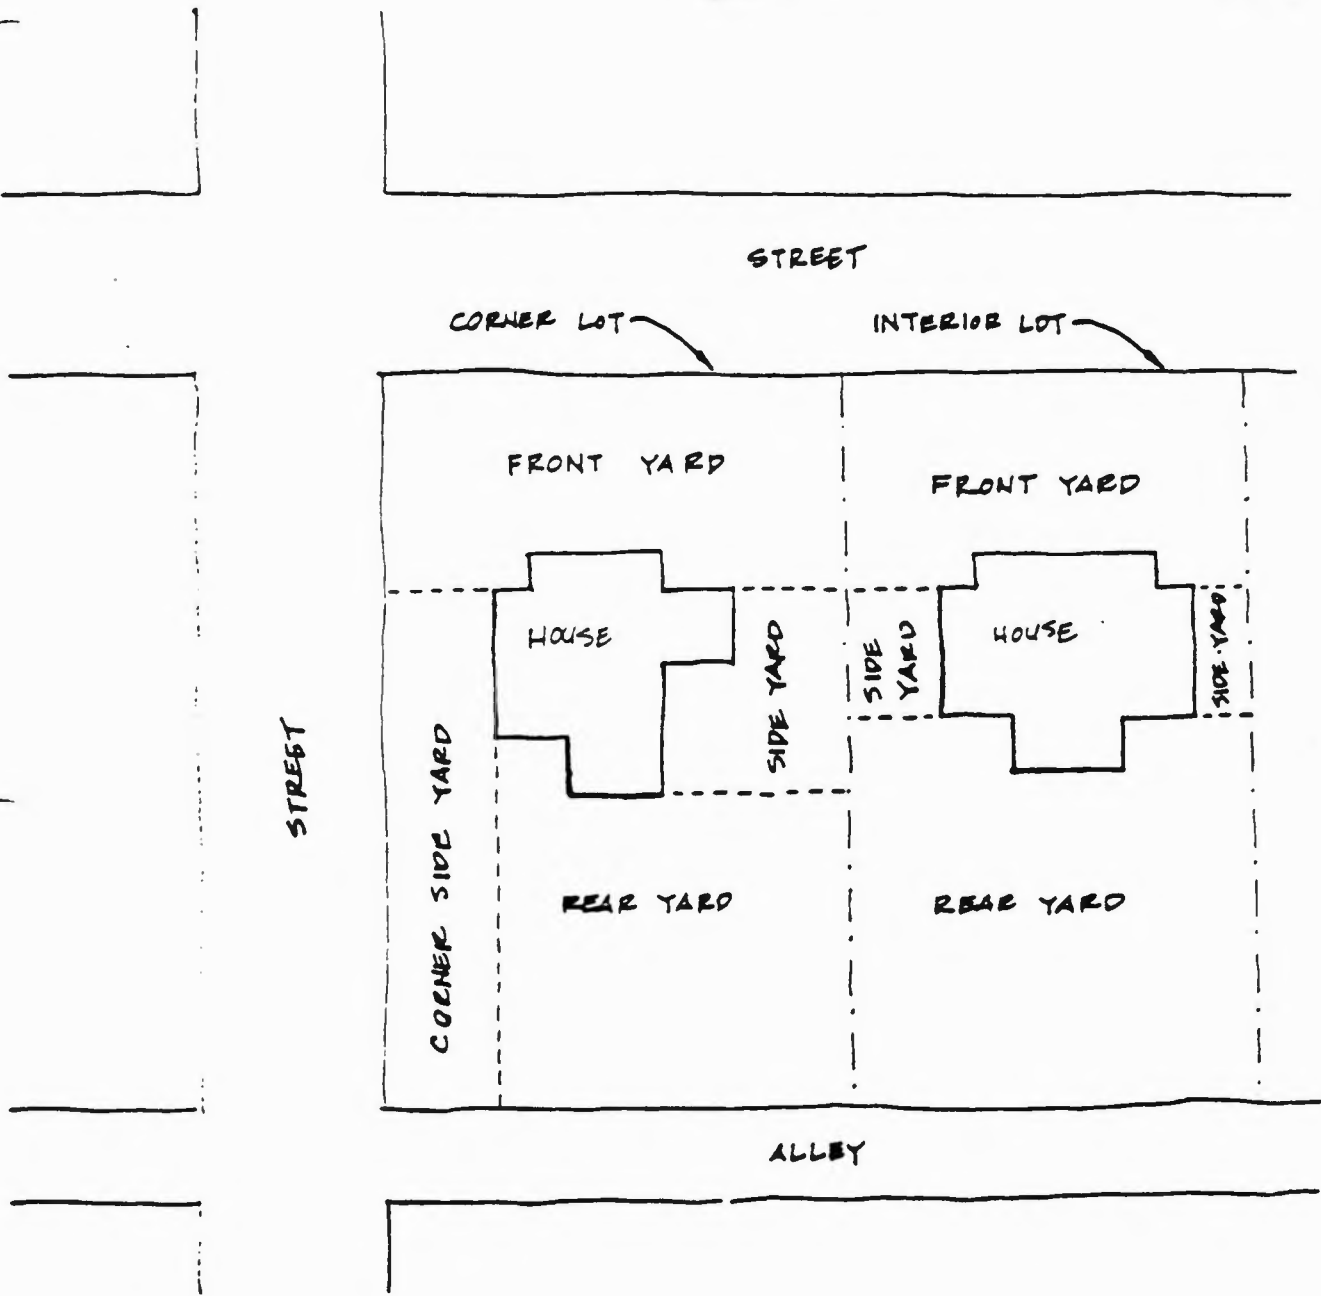 STREET
CORNER LOT
INTERIOR LOT
FRONT YARD
FRONT YARD
HOUSE
SIDE YARD
SIDE
YARD
HOUSE
SIDE YARD
STREET
CORNER SIDE YARD
REAR YARD
REAR YARD
ALLEY